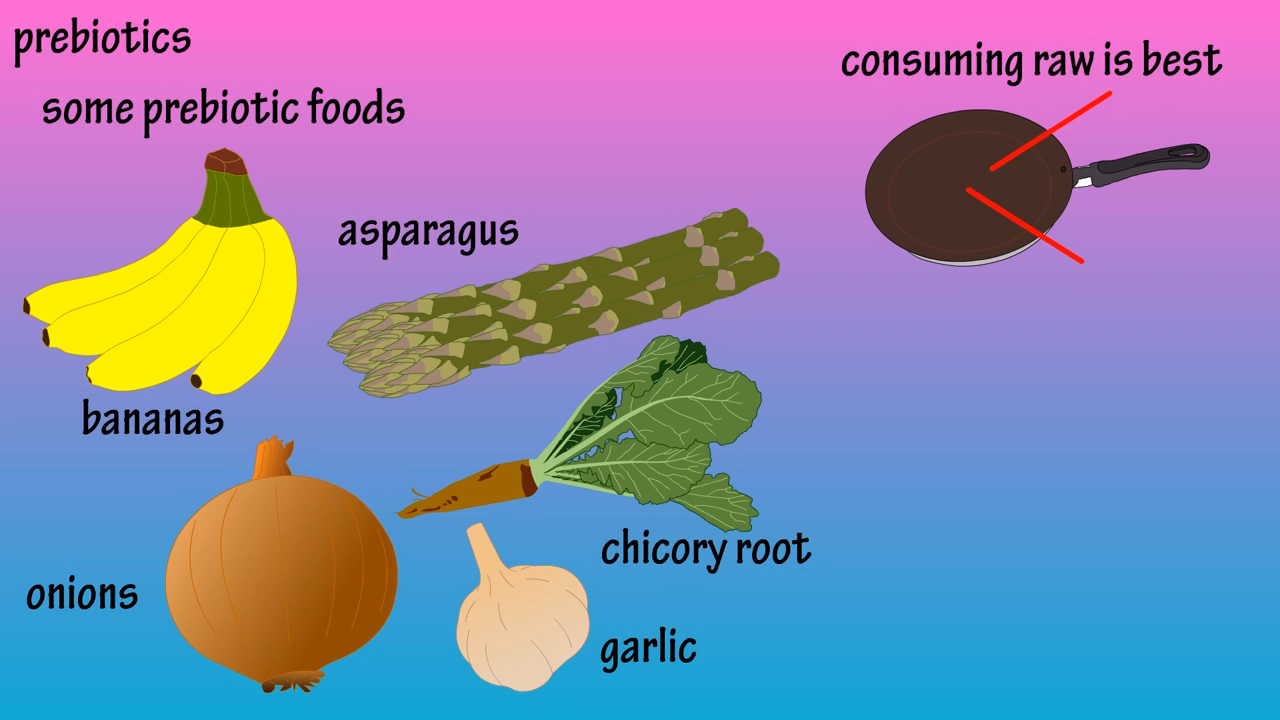 prebiotics
some prebiotic foods
consuming raw is best
asparagus
bananas
chicory root
onions
garlic